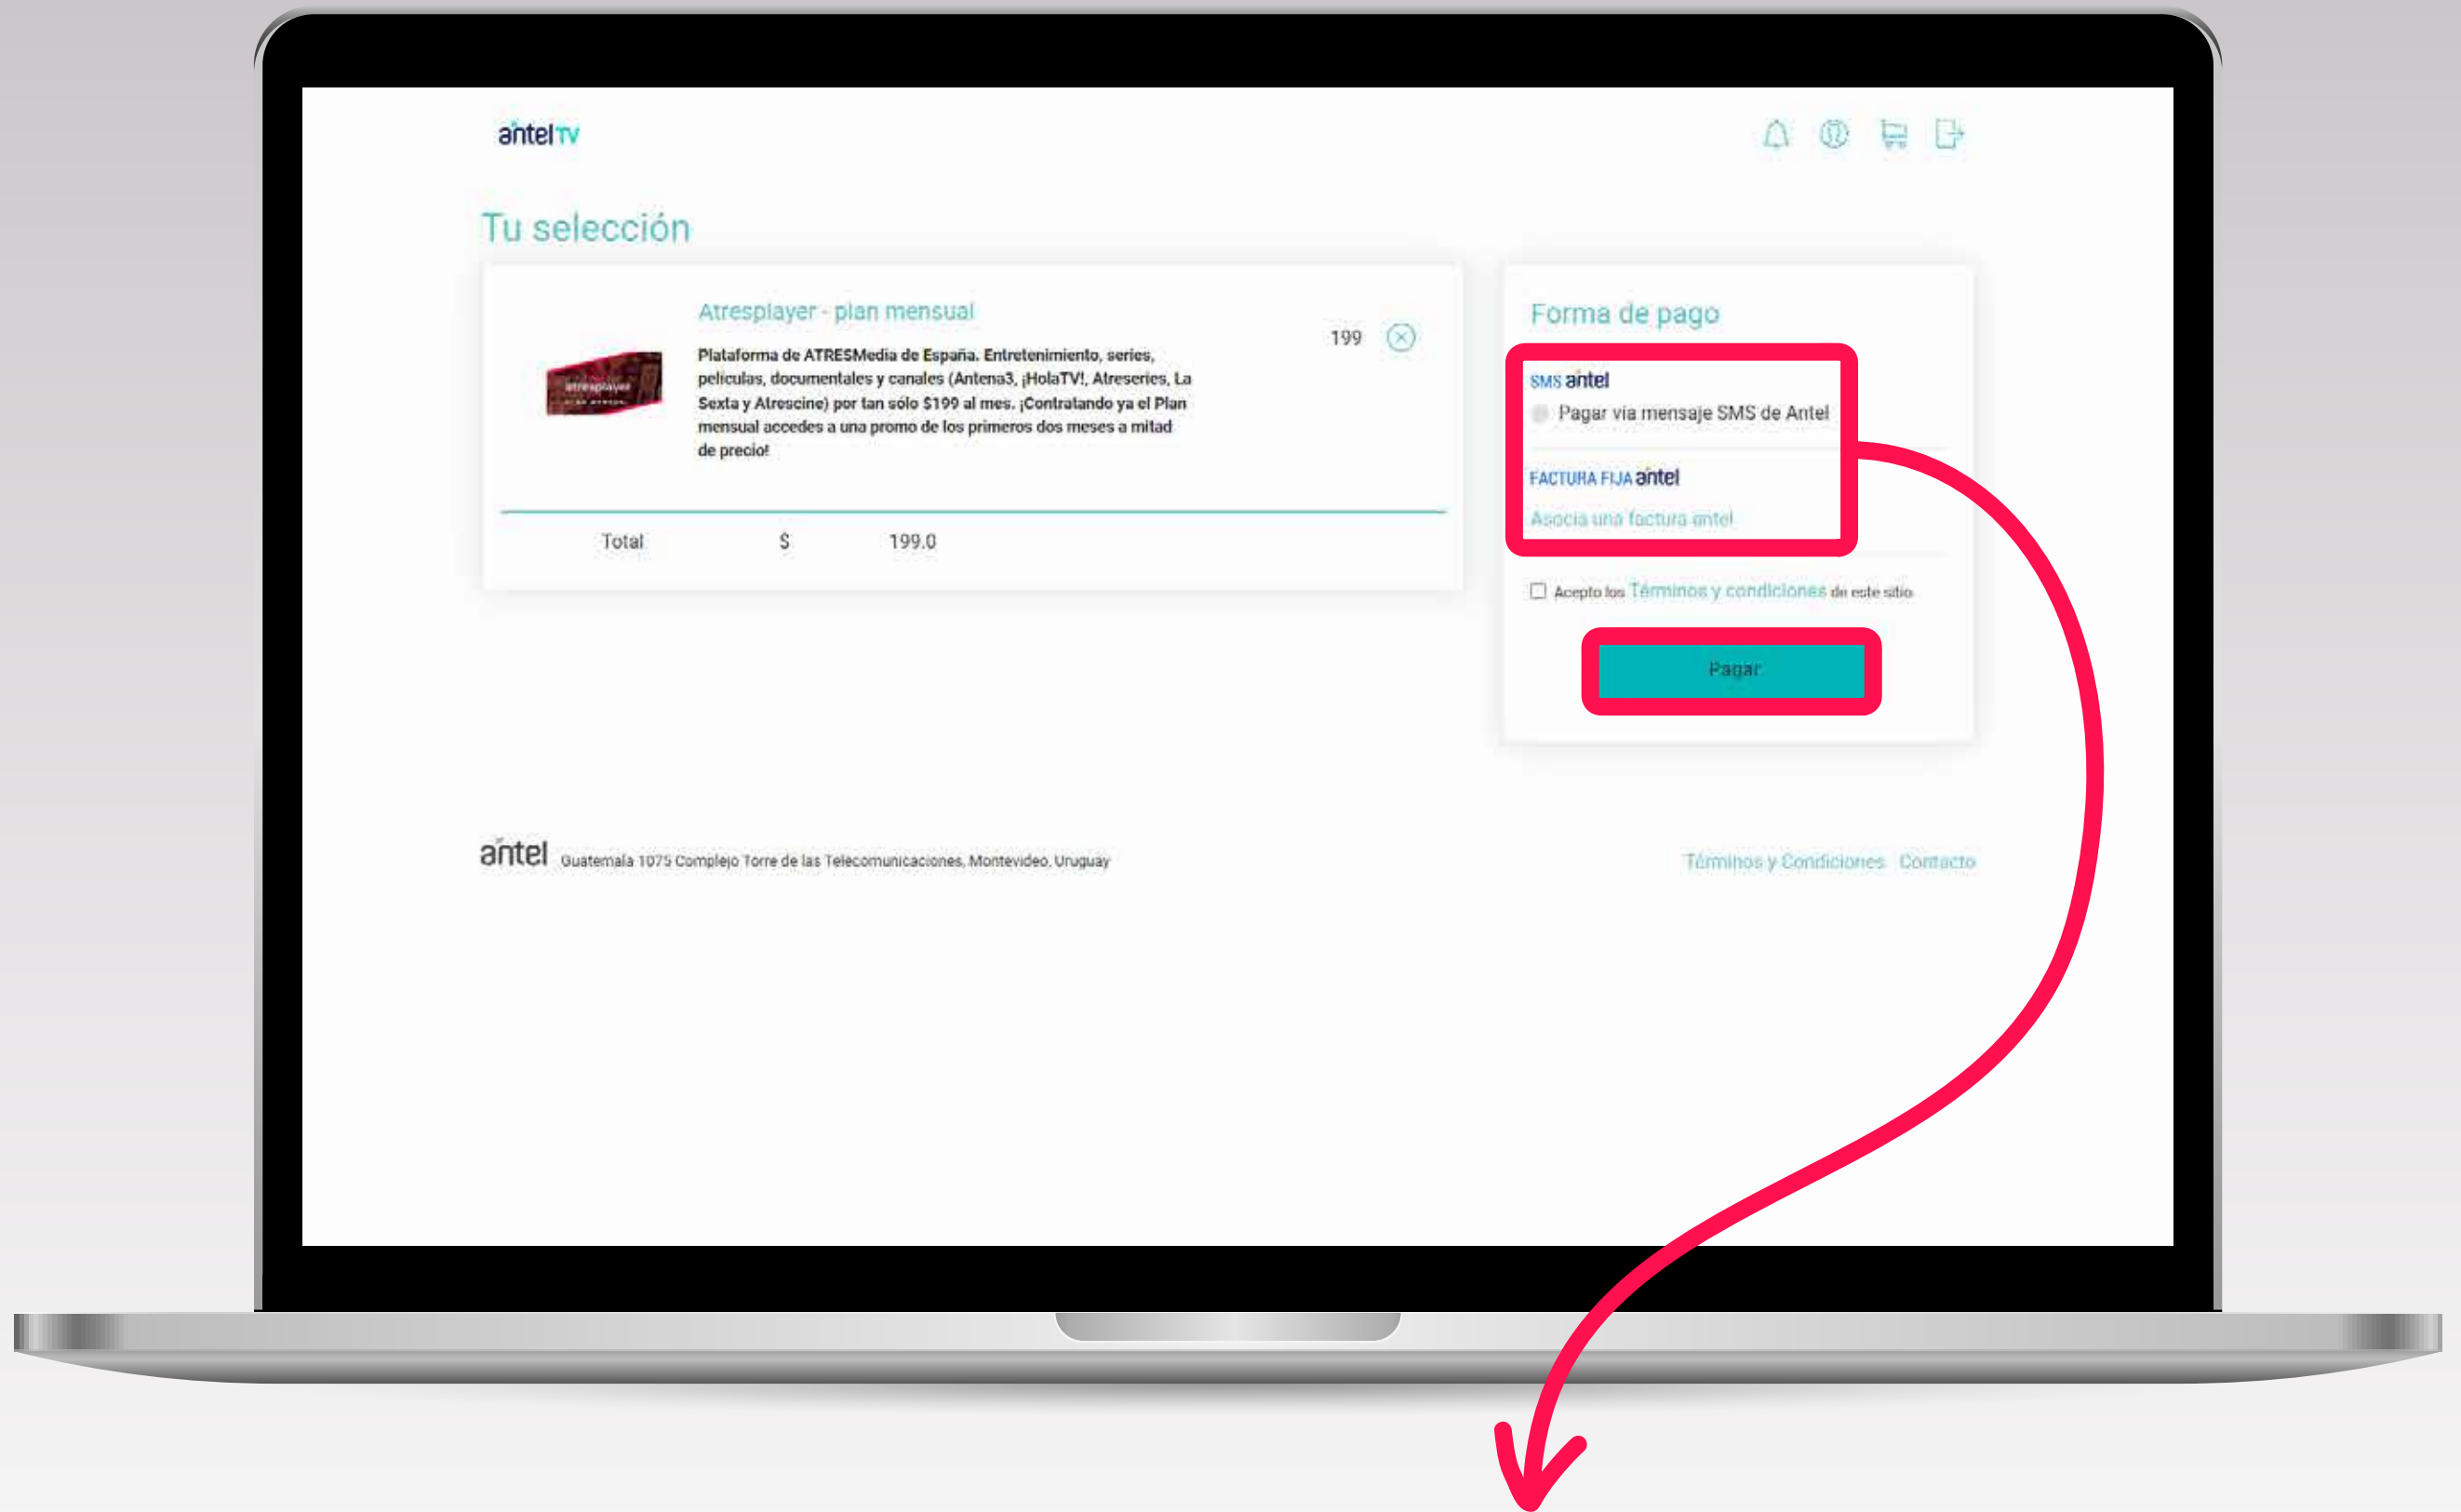 antel TV
Tu selección
Atresplayer - plan mensual
199
Plataforma de ATRESMedia de España. Entretenimiento, series,
películas, documentales y canales (Antena3, ¡HolaTV!, Atreseries, La
Sexta y Atrescine) por tan sólo $199 al mes. ¡Contratando ya el Plan
mensual accedes a una promo de los primeros dos meses a mitad
de precio!
atresplayer
Total $ 199.0
Forma de pago
SMS antel
Pagar vía mensaje SMS de Antel
FACTURA FIJA antel
Asocia una factura antel
Acepto los Términos y condiciones de este sitio
Pagar
antel Guatemala 1075 Complejo Torre de las Telecomunicaciones, Montevideo, Uruguay
Términos y Condiciones Contacto